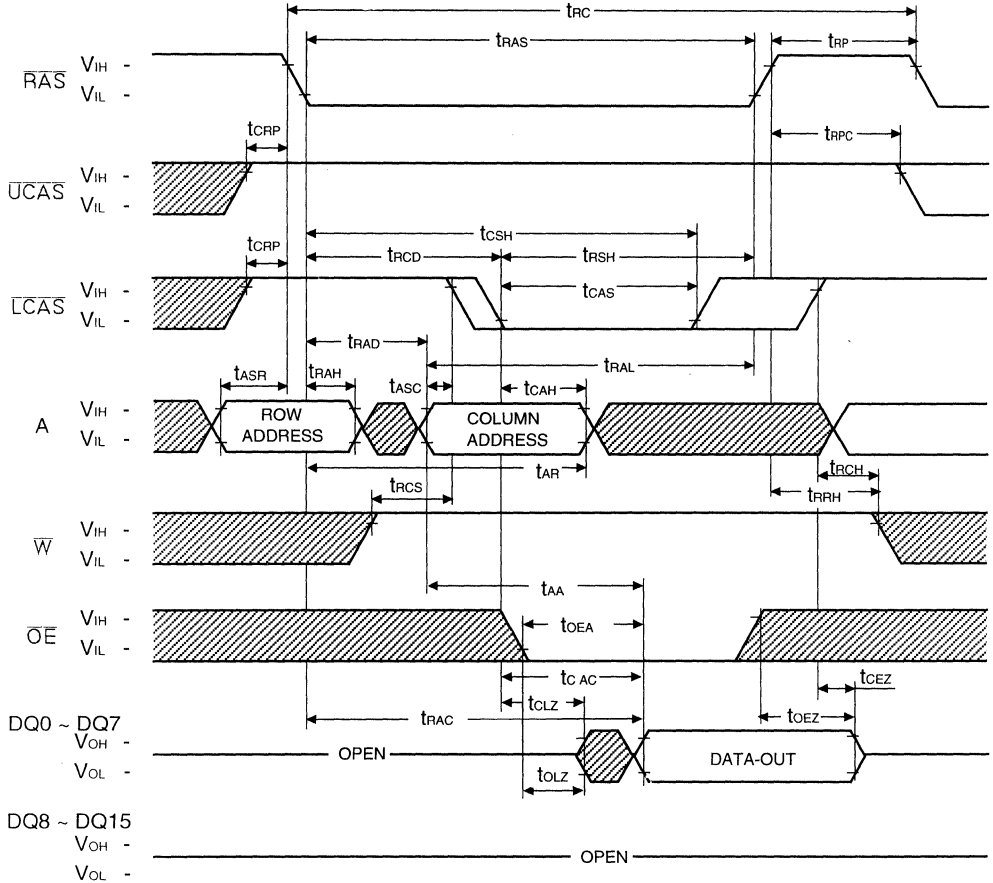 tRC
tRAS
tRP
RAS
VIH -
VIL -
tCRP
tRPC
UCAS
VIH -
VIL -
tCSH
tCRP
tRCD
tRSH
LCAS
VIH -
VIL -
tCAS
tRAD
tRAL
tASR
tRAH
tASC
tCAH
A
VIH -
VIL -
ROW
ADDRESS
COLUMN
ADDRESS
tAR
tRCH
tRCS
tRRH
W
VIH -
VIL -
tAA
OE
VIH -
VIL -
tOEA
tC AC
tCEZ
tCLZ
tRAC
tOEZ
DQ0 ~ DQ7
VOH -
VOL -
OPEN
DATA-OUT
tOLZ
DQ8 ~ DQ15
VOH -
VOL -
OPEN